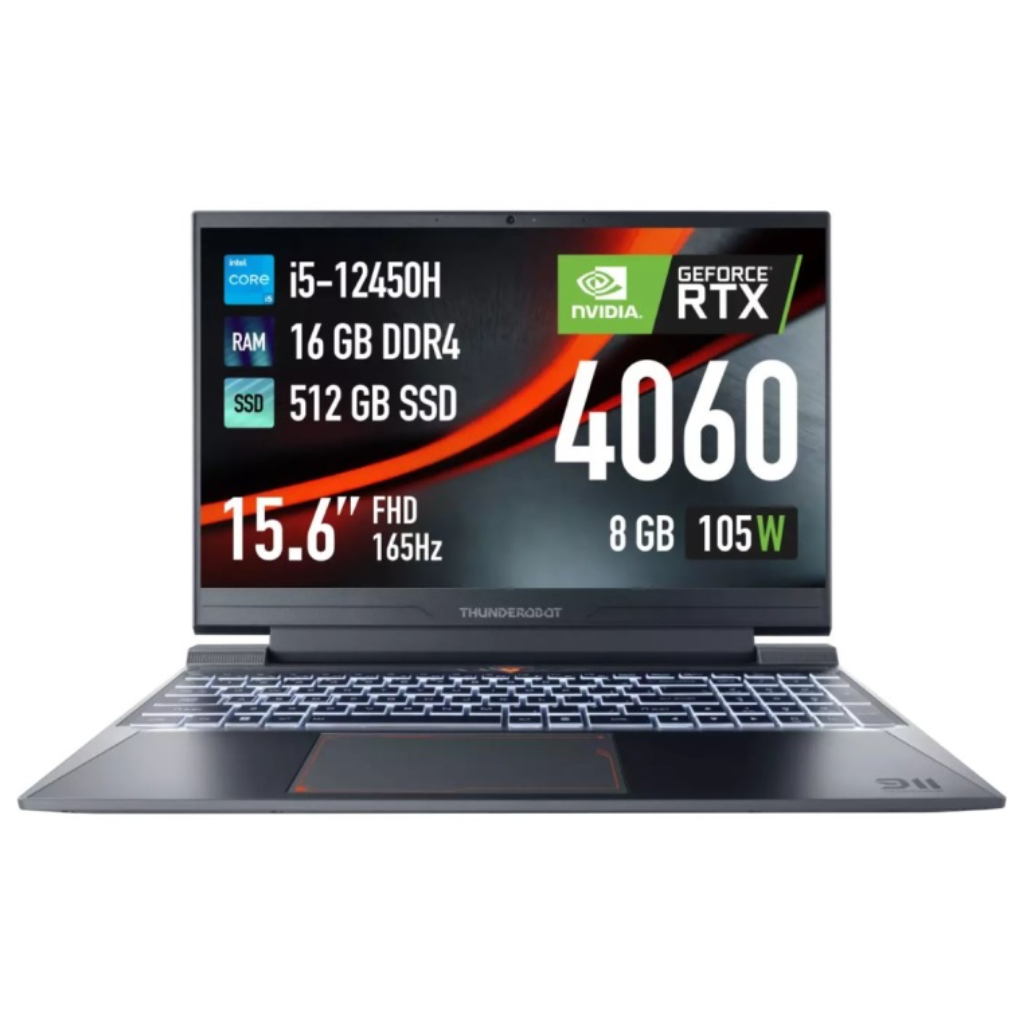 intel
CORE
i5
i5-12450H
RAM
16 GB DDR4
SSD
512 GB SSD
15.6”
FHD
165Hz
NVIDIA.
GEFORCE
RTX
4060
8 GB
105W
THUNDEROBOT
911